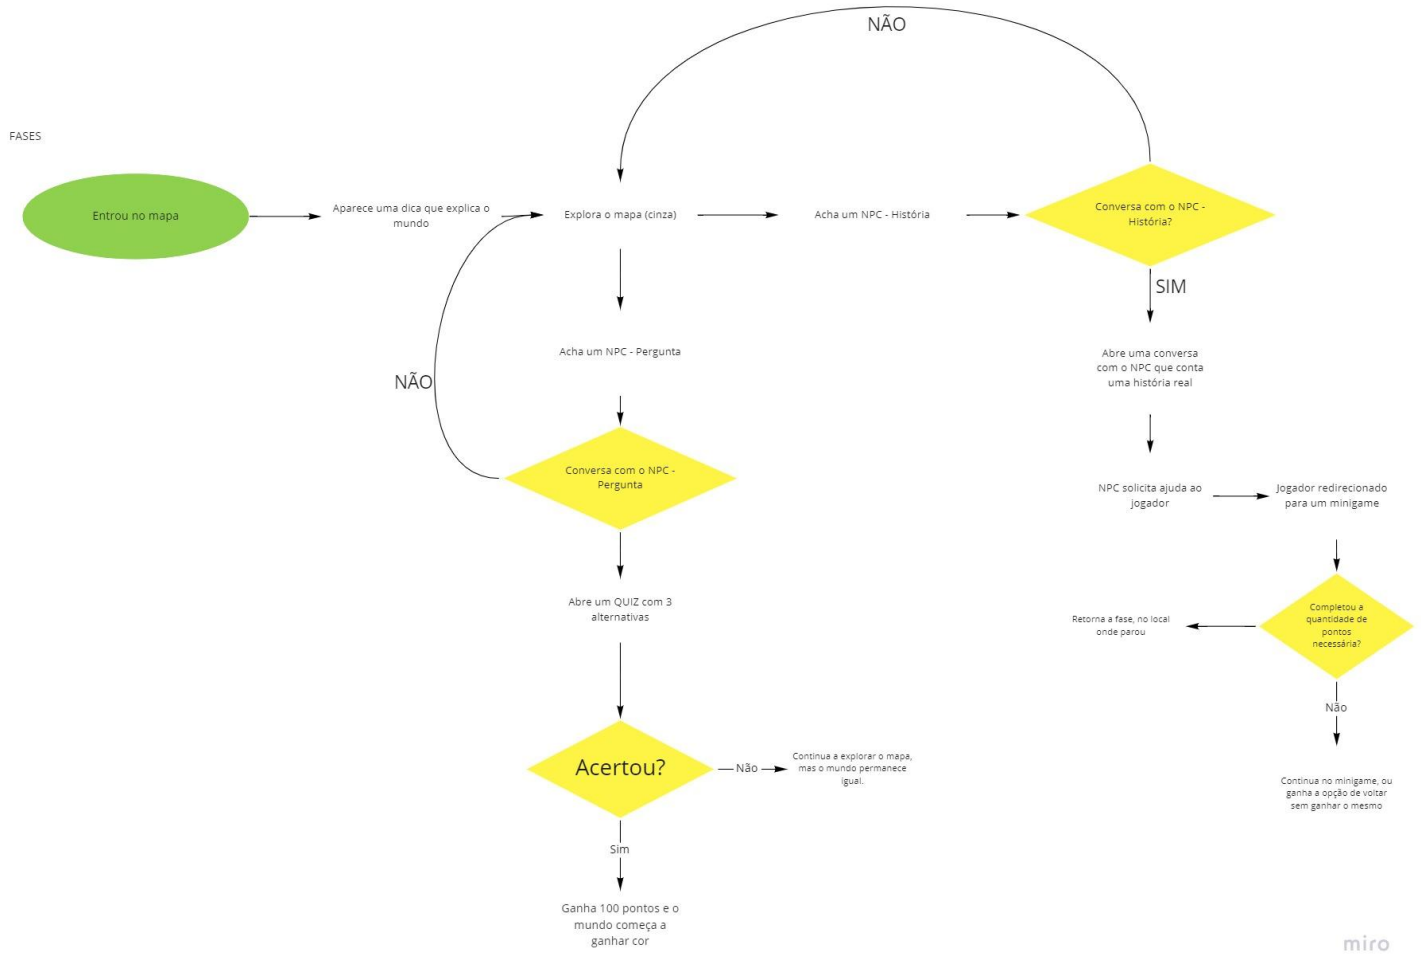 NÃO
FASES
Entrou no mapa
Aparece uma dica que explica o
mundo
Explora o mapa (cinza)
Acha um NPC - História
Conversa com o NPC -
História?
SIM
Abre uma conversa
com o NPC que conta
uma história real
NPC solicita ajuda ao
jogador
Jogador redirecionado
para um minigame
Completou a
quantidade de
pontos
necessária?
Retorna a fase, no local
onde parou
Não
Continua no minigame, ou
ganha a opção de voltar
sem ganhar o mesmo
Acha um NPC - Pergunta
NÃO
Conversa com o NPC -
Pergunta
Abre um QUIZ com 3
alternativas
Acertou?
Não
Continua a explorar o mapa,
mas o mundo permanece
igual.
Sim
Ganha 100 pontos e o
mundo começa a
ganhar cor
miro